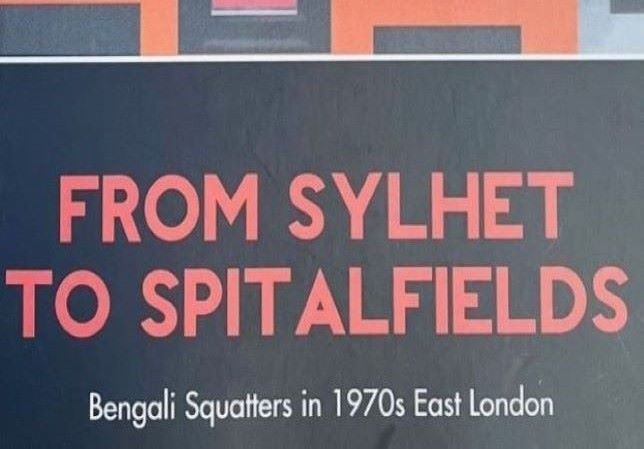 FROM SYLHET
TO SPITALFIELDS
Bengali Squatters in 1970s East London